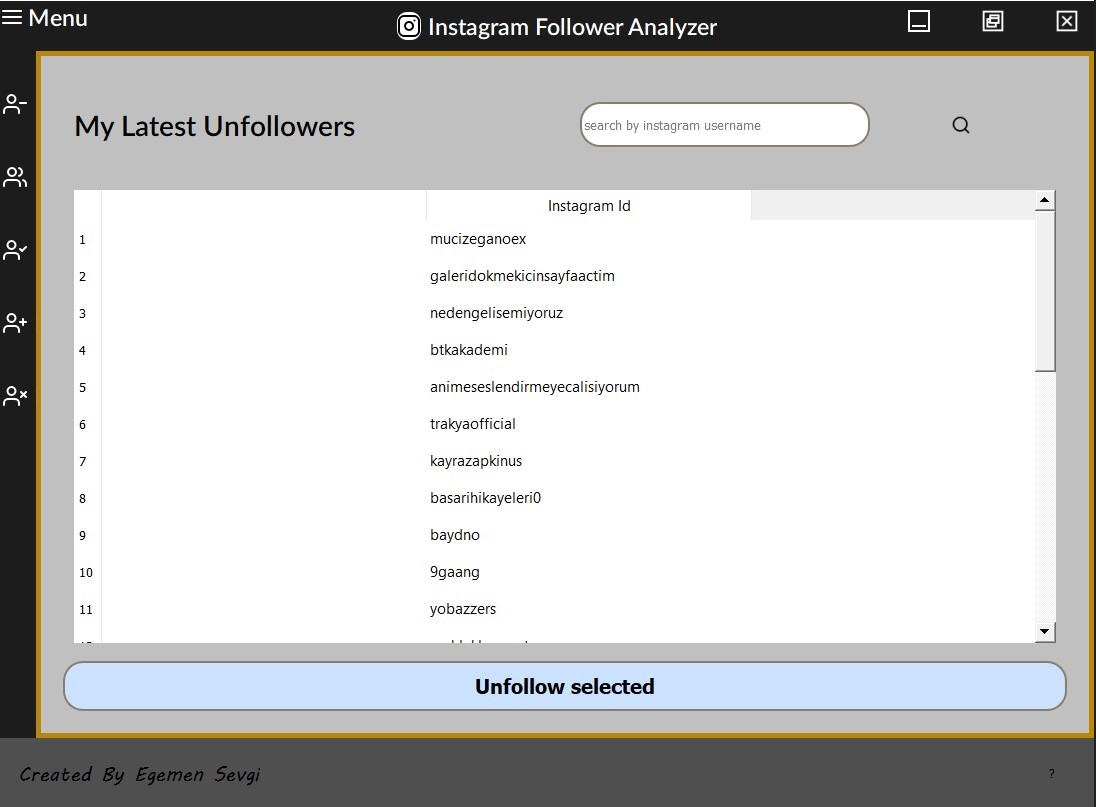 Menu
Instagram Follower Analyzer
My Latest Unfollowers
search by instagram username
Instagram Id
1 mucizeganoex
2 galeridokmekicinsayfaactim
3 nedengelisemiyoruz
4 btkakademi
5 animeseslendirmeyecalisiyorum
6 trakyaofficial
7 kayrazapkinus
8 basarihikayeleri0
9 baydno
10 9gaang
11 yobazzers
Unfollow selected
Created By Egemen Sevgi
?